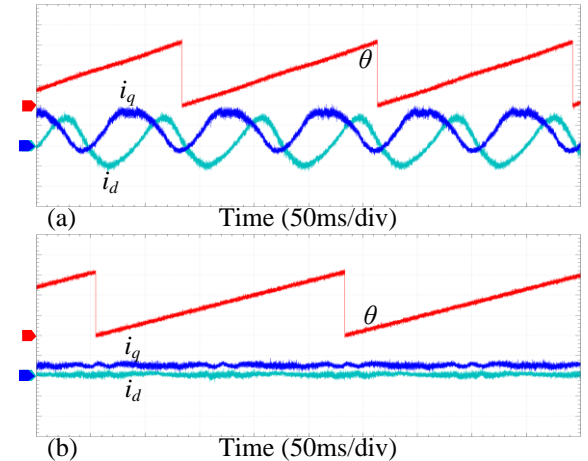 θ
i_q
i_d
(a) Time (50ms/div)
θ
i_q
i_d
(b) Time (50ms/div)